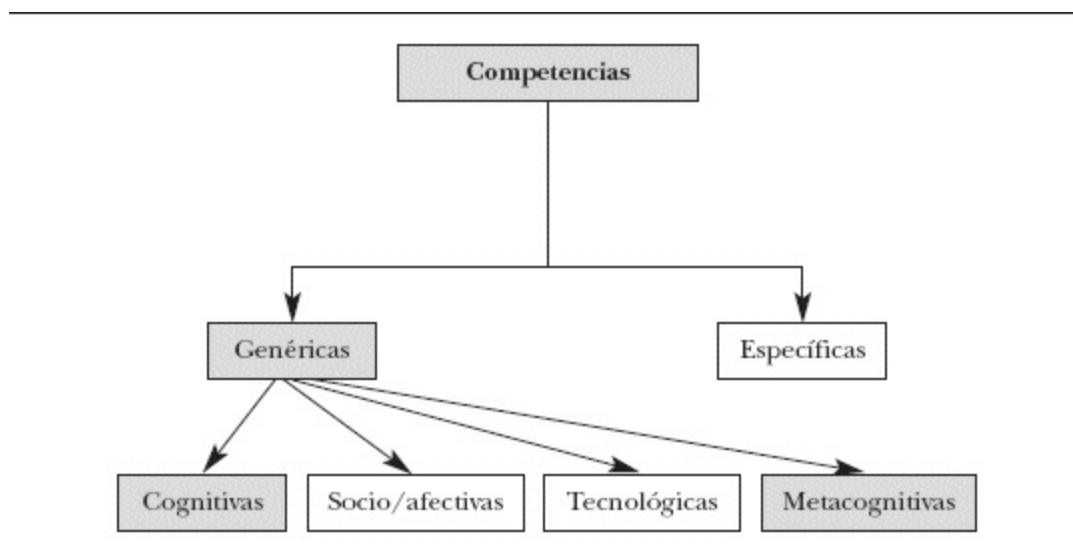 Competencias
Genéricas
Específicas
Cognitivas
Socio/afectivas
Tecnológicas
Metacognitivas